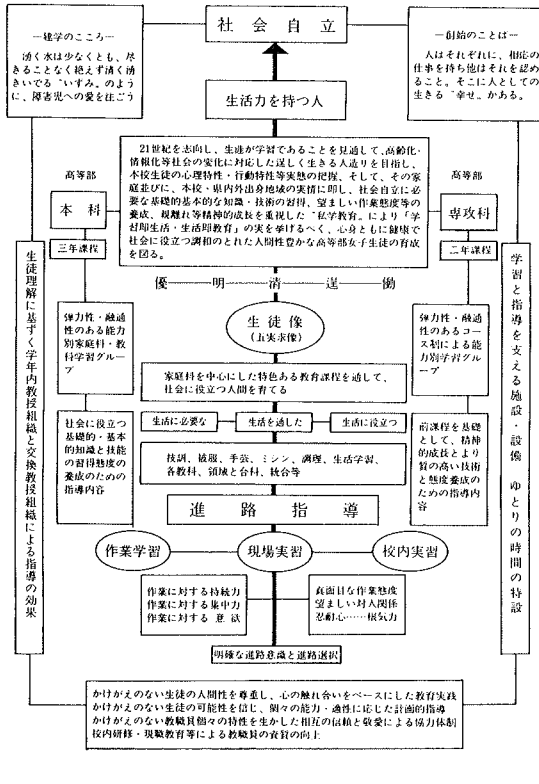 社会自立
―建学のこころ―
湧く水は少なくとも、尽
きることなく絶えず清く湧
きいでる“いすみ〟のよう
に、障害児への愛を注ごう
―創始のことば―
人はそれぞれに、相応の
仕事を持ち他はそれを認め
ること。そこに人としての
生きる“幸せ〟がある。
生活力を持つ人
21世紀を志向し、生涯が学習であることを見通して、高齢化・
情報化等社会の変化に対応した逞しく生きる人造りを目指し、
本校生徒の心理特性・行動特性等実態の把握、そして、その家
庭並びに、本校・県内外出身地域の実情に即し、社会自立に必
要な基礎的基本的な知識・技術の習得、望ましい作業態度等の
養成、親離れ等精神的成長を重視した“私学教育〟により「学
習即生活・生活即教育」の実を挙げるべく、心身ともに健康で
社会に役立つ調和のとれた人間性豊かな高等部女子生徒の育成
を図る。
高等部
本科
三年課程
高等部
専攻科
二年課程
優―明―清―逞―働
生徒像
(五実求像)
弾力性・融通
性のある能力
別家庭科・教
科学習グルー
プ
弾力性・融通
性のあるコー
ス制による能
力別学習グル
ープ
家庭科を中心にした特色ある教育課程を通して、
社会に役立つ人間を育てる
生活に必要な
生活を通した
生活に役立つ
社会に役立つ
基礎的・基本
的知識と技能
の習得態度の
養成のための
指導内容
前課程を基礎
として、精神
的成長とより
質の高い技術
と態度養成の
ための指導内
容
技訓、被服、手芸、ミシン、調理、生活学習、
各教科、領域と合科、統合等
進路指導
作業学習
現場実習
校内実習
作業に対する持続力
作業に対する集中力
作業に対する意欲
真面目な作業態度
望ましい対人関係
忍耐心……根気力
明確な進路意識と進路選択
生徒理解に基ずく学年内教授組織と交換教授組織による指導の効果
学習と指導を支える施設・設備 ゆとりの時間の特設
かけがえのない生徒の人間性を尊重し、心の触れ合いをベースにした教育実践
かけがえのない生徒の可能性を信じ、個々の能力・適性に応じた計画的指導
かけがえのない教職員個々の特性を生かした相互の信頼と敬愛による協力体制
校内研修・現職教育等による教職員の資質の向上